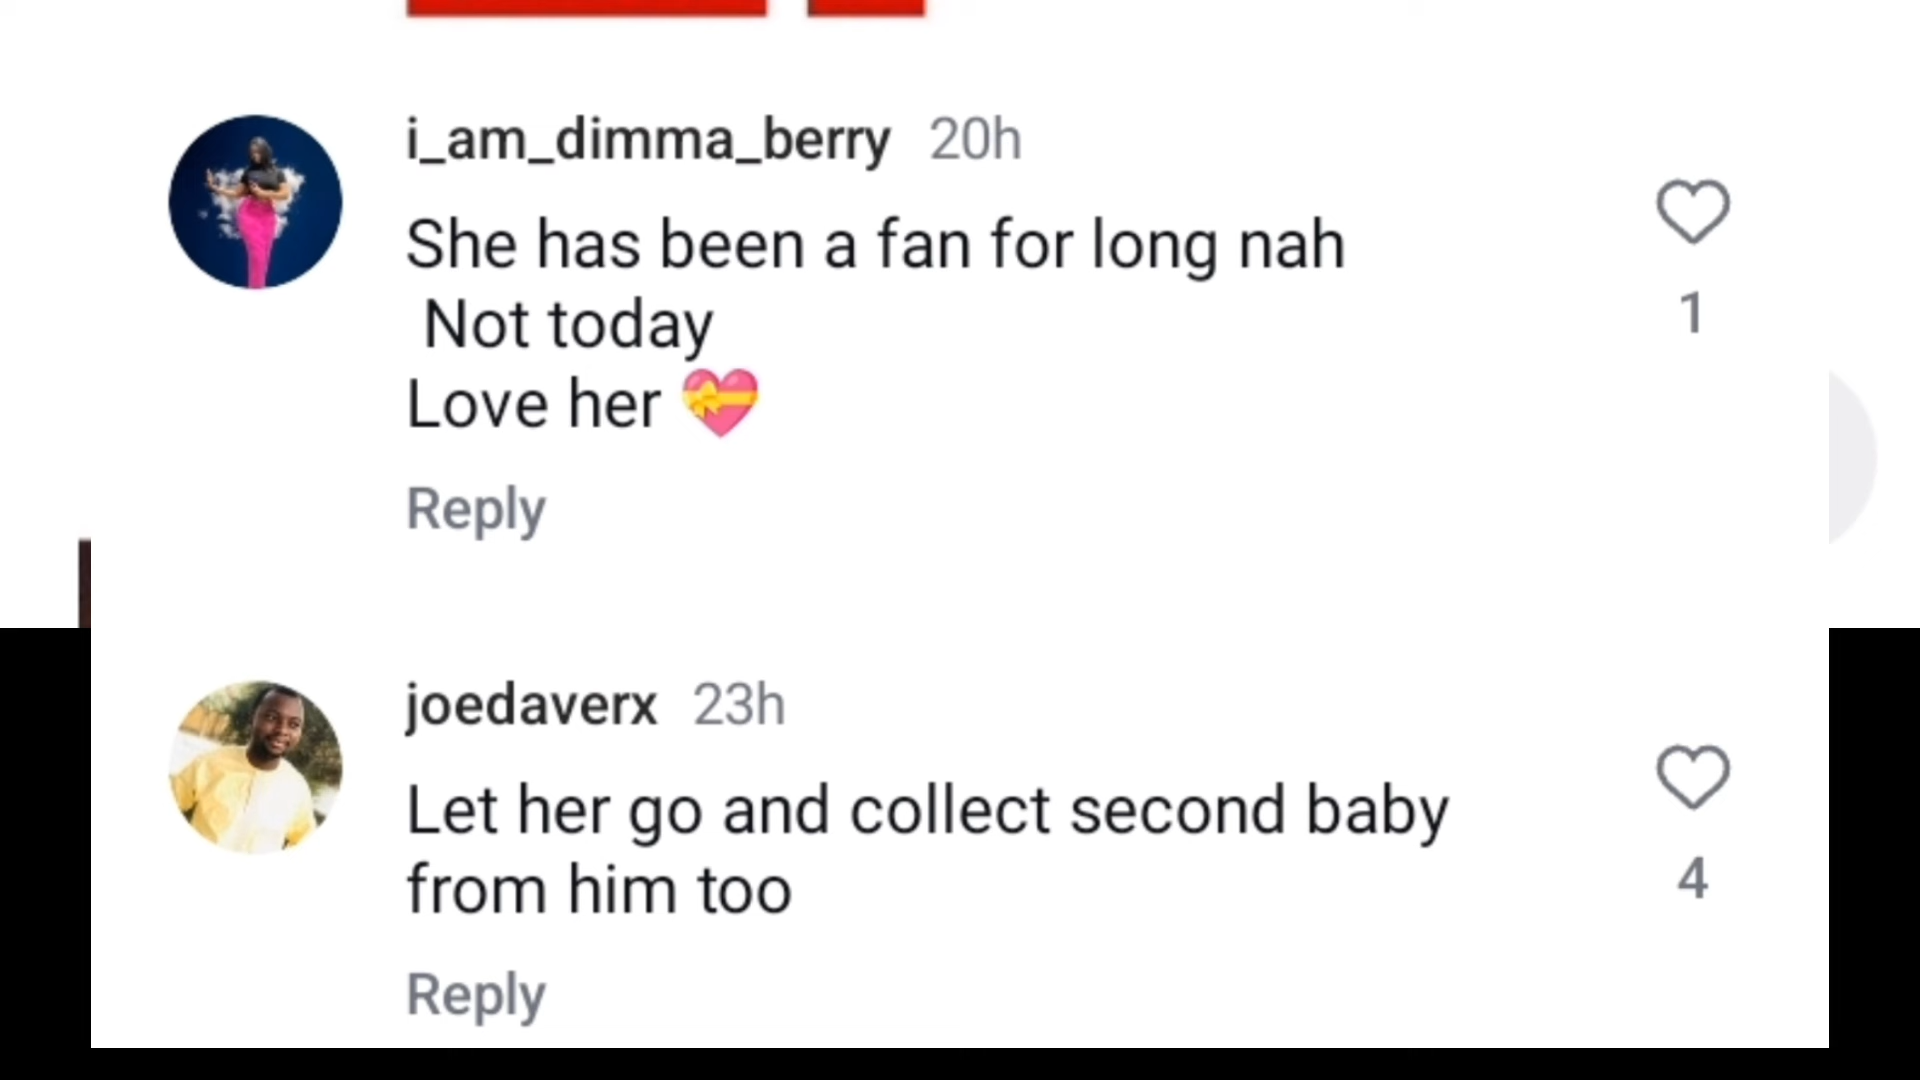 i_am_dimma_berry 20h
She has been a fan for long nah
Not today
Love her 💝
1
Reply
joedaverx 23h
Let her go and collect second baby
from him too
4
Reply